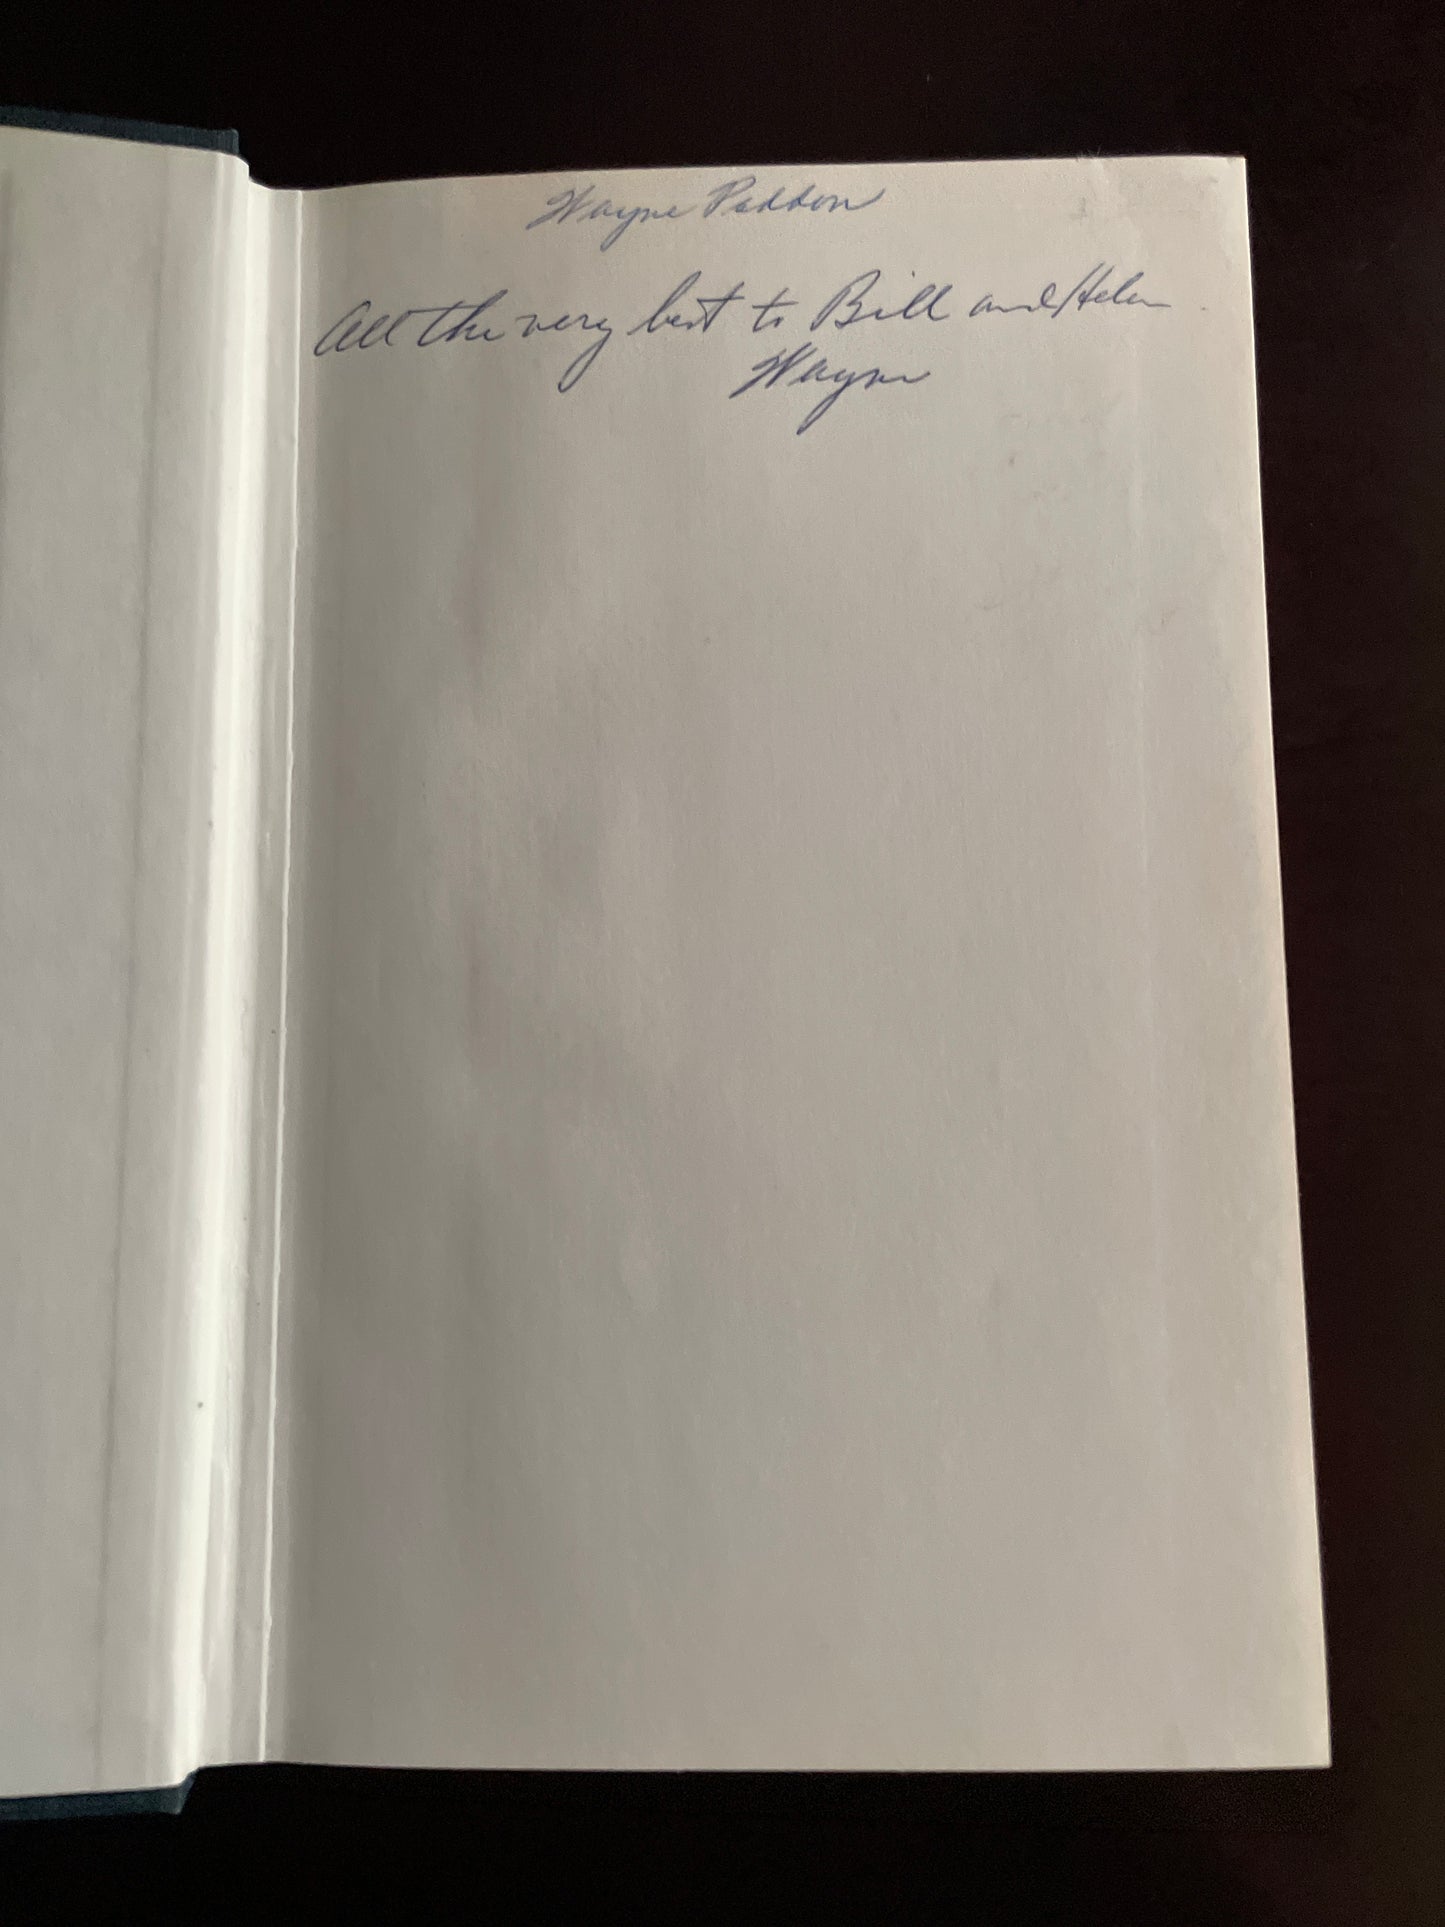 Wayne Paddon
All the very best to Bill and Helen
Wayne